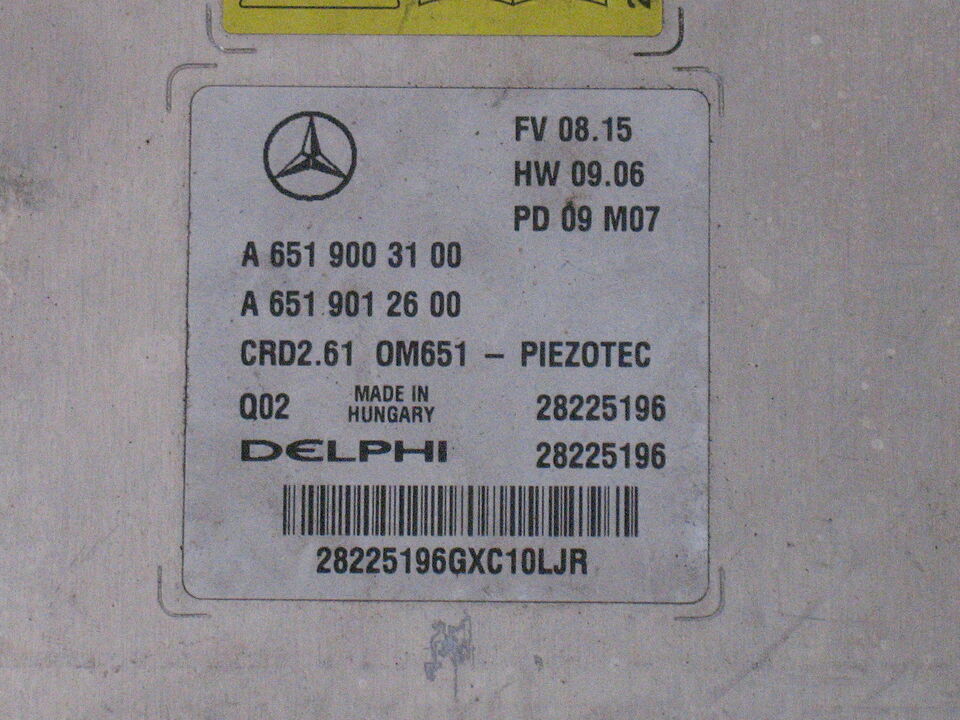 FV 08.15
HW 09.06
PD 09 M07
A 651 900 31 00
A 651 901 26 00
CRD2.61 OM651 – PIEZOTEC
Q02 MADE IN HUNGARY 28225196
DELPHI 28225196
28225196GXC10LJR